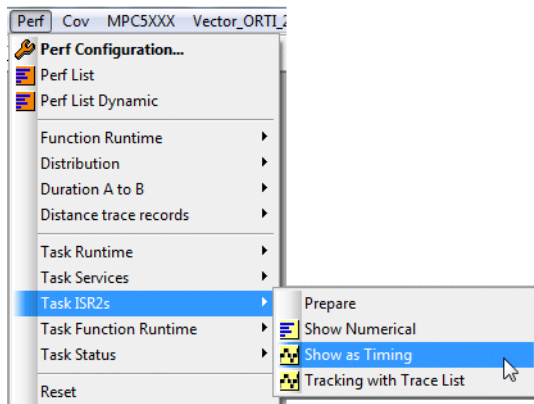 Perf Cov MPC5XXX Vector_ORTI_2
Perf Configuration...
Perf List
Perf List Dynamic
Function Runtime
Distribution
Duration A to B
Distance trace records
Task Runtime
Task Services
Task ISR2s
Task Function Runtime
Task Status
Reset
Prepare
Show Numerical
Show as Timing
Tracking with Trace List